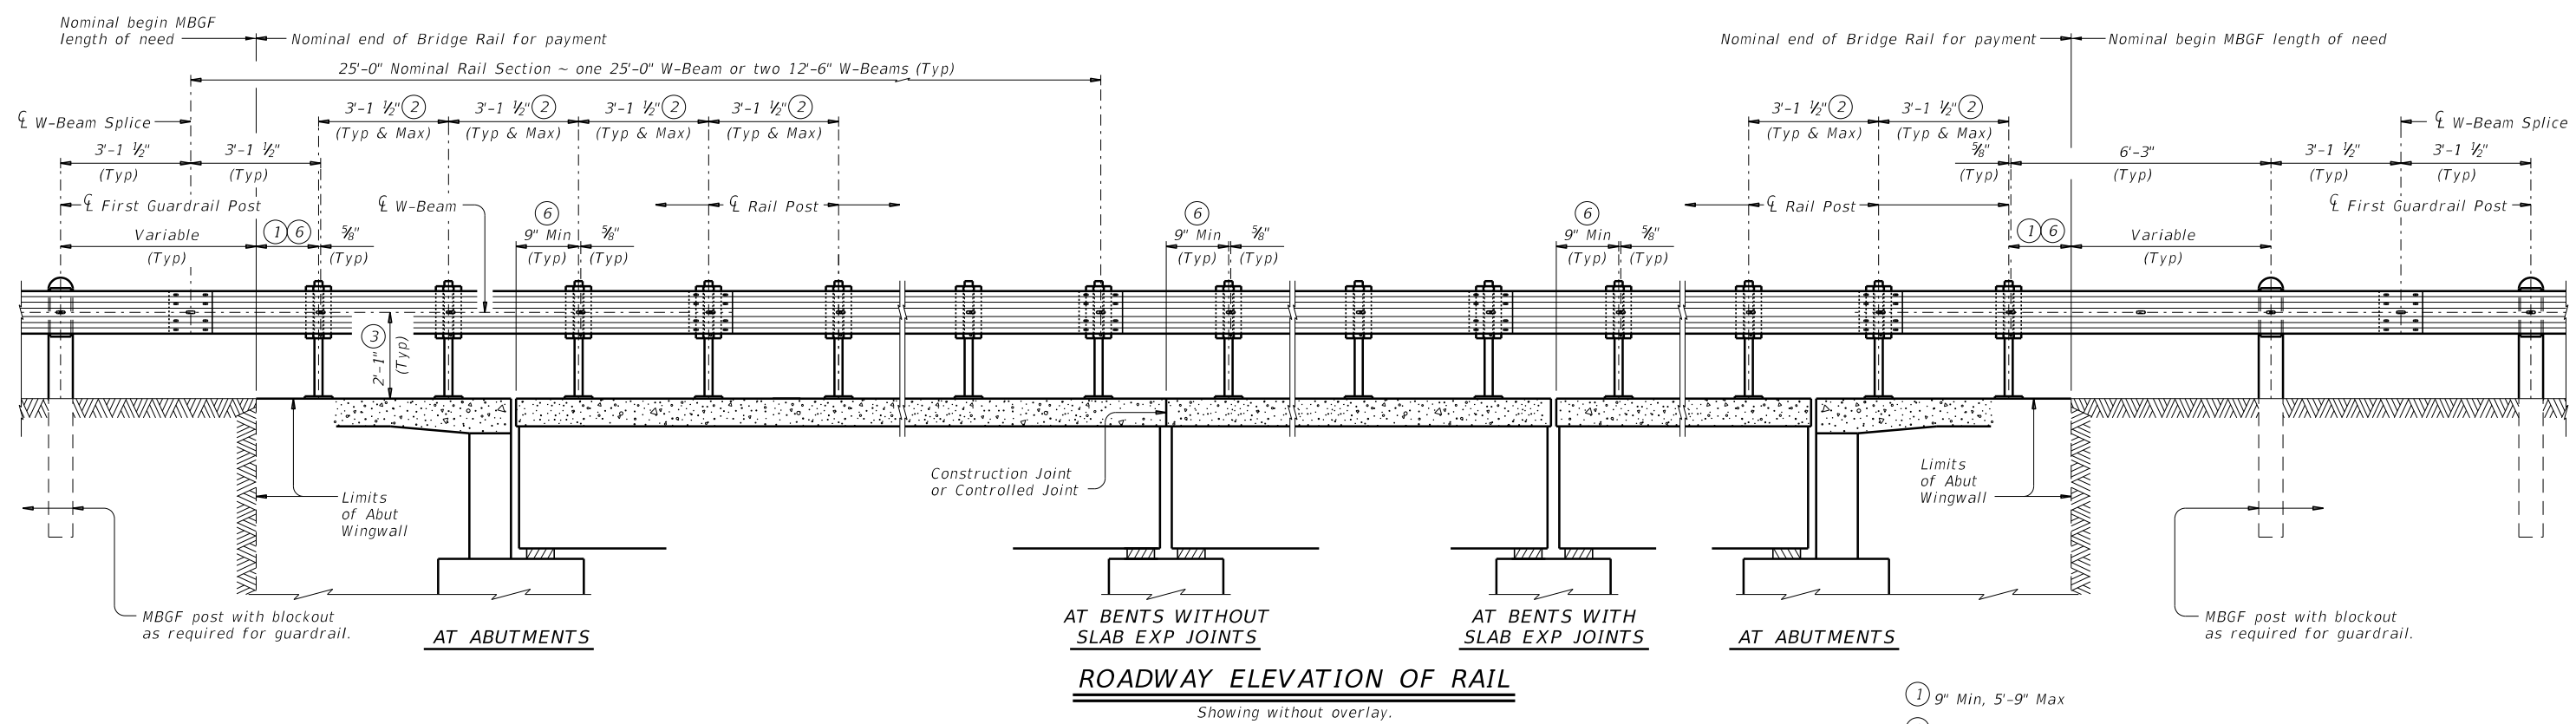 Nominal begin MBGF
length of need
Nominal end of Bridge Rail for payment
Nominal end of Bridge Rail for payment
Nominal begin MBGF length of need
25'-0" Nominal Rail Section ~ one 25'-0" W-Beam or two 12'-6" W-Beams (Typ)
℄ W-Beam Splice
3'-1 ½" ②
(Typ & Max)
3'-1 ½" ②
(Typ & Max)
3'-1 ½" ②
(Typ & Max)
3'-1 ½" ②
(Typ & Max)
3'-1 ½" ②
(Typ & Max)
3'-1 ½" ②
(Typ & Max)
℄ W-Beam Splice
3'-1 ½"
(Typ)
3'-1 ½"
(Typ)
⅝"
(Typ)
6'-3"
(Typ)
3'-1 ½"
(Typ)
3'-1 ½"
(Typ)
℄ First Guardrail Post
℄ W-Beam
℄ Rail Post
℄ Rail Post
℄ First Guardrail Post
Variable
(Typ)
① ⑥
⅝"
(Typ)
⑥
9" Min
(Typ)
⅝"
(Typ)
⑥
9" Min
(Typ)
⅝"
(Typ)
⑥
9" Min
(Typ)
⅝"
(Typ)
① ⑥
Variable
(Typ)
2'-1" ③
(Typ)
Limits
of Abut
Wingwall
Construction Joint
or Controlled Joint
Limits
of Abut
Wingwall
MBGF post with blockout
as required for guardrail.
MBGF post with blockout
as required for guardrail.
AT ABUTMENTS
AT BENTS WITHOUT
SLAB EXP JOINTS
AT BENTS WITH
SLAB EXP JOINTS
AT ABUTMENTS
ROADWAY ELEVATION OF RAIL
Showing without overlay.
① 9" Min, 5'-9" Max